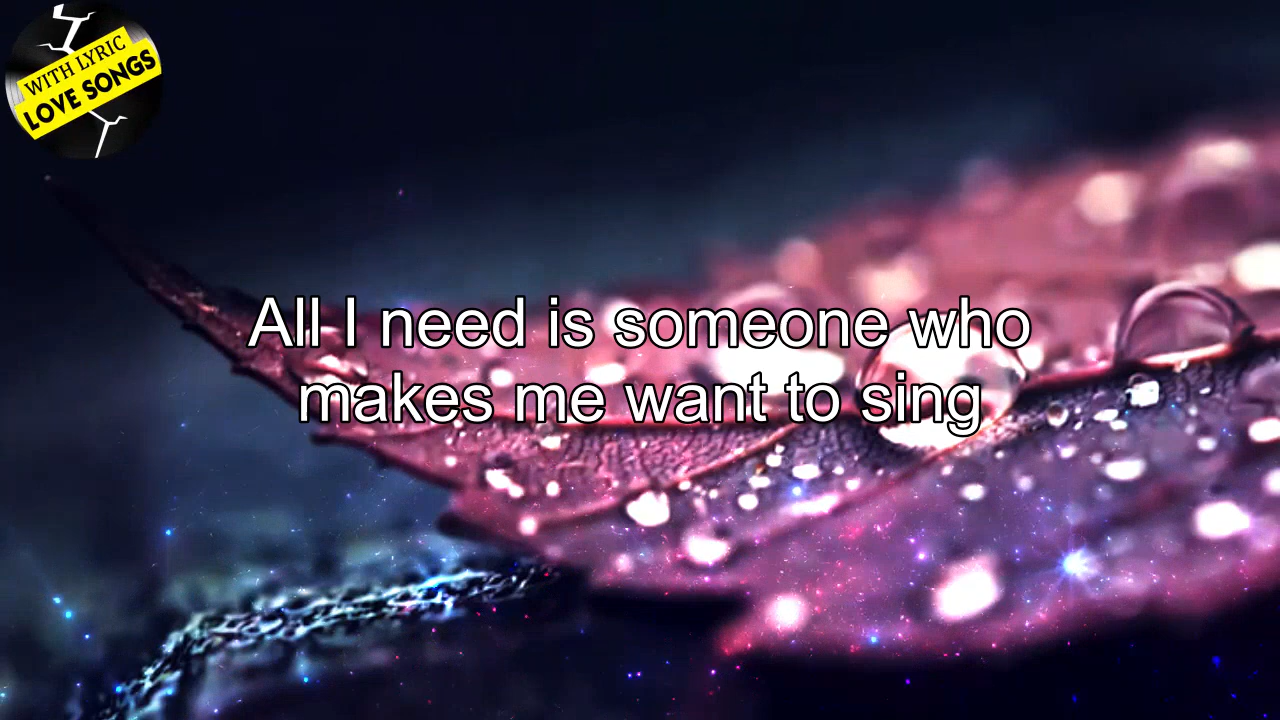 WITH LYRIC
LOVE SONGS
All I need is someone who
makes me want to sing